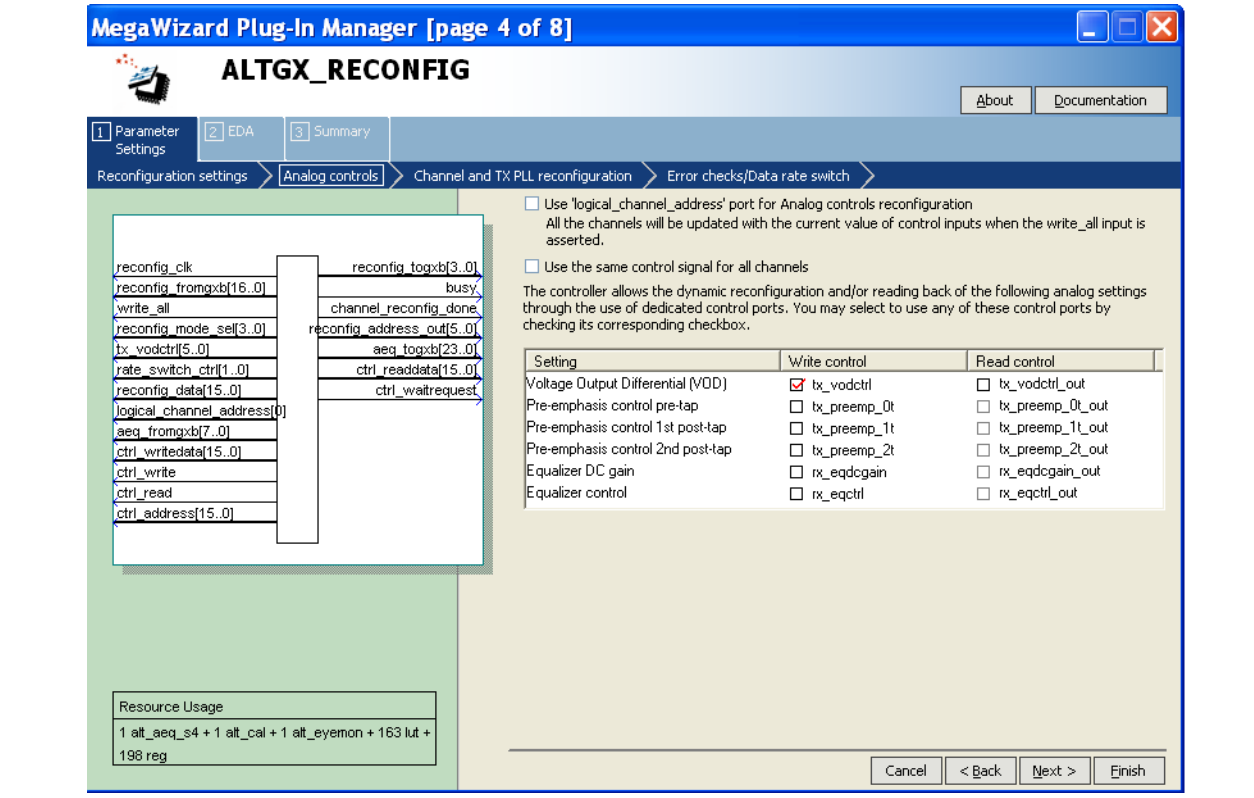 MegaWizard Plug-In Manager [page 4 of 8]
ALTGX_RECONFIG
About
Documentation
1 Parameter Settings
2 EDA
3 Summary
Reconfiguration settings
Analog controls
Channel and TX PLL reconfiguration
Error checks/Data rate switch
reconfig_clk
reconfig_fromgxb[16..0]
write_all
reconfig_mode_sel[3..0]
tx_vodctrl[5..0]
rate_switch_ctrl[1..0]
reconfig_data[15..0]
logical_channel_address[0]
aeq_fromgxb[7..0]
ctrl_writedata[15..0]
ctrl_write
ctrl_read
ctrl_address[15..0]
reconfig_togxb[3..0]
busy
channel_reconfig_done
reconfig_address_out[5..0]
aeq_togxb[23..0]
ctrl_readdata[15..0]
ctrl_waitrequest
Resource Usage
1 alt_aeq_s4 + 1 alt_cal + 1 alt_eyemon + 163 lut +
198 reg
Use 'logical_channel_address' port for Analog controls reconfiguration
All the channels will be updated with the current value of control inputs when the write_all input is
asserted.
Use the same control signal for all channels
The controller allows the dynamic reconfiguration and/or reading back of the following analog settings
through the use of dedicated control ports. You may select to use any of these control ports by
checking its corresponding checkbox.
Setting Write control Read control
Voltage Output Differential (VOD) tx_vodctrl tx_vodctrl_out
Pre-emphasis control pre-tap tx_preemp_0t tx_preemp_0t_out
Pre-emphasis control 1st post-tap tx_preemp_1t tx_preemp_1t_out
Pre-emphasis control 2nd post-tap tx_preemp_2t tx_preemp_2t_out
Equalizer DC gain rx_eqdcgain rx_eqdcgain_out
Equalizer control rx_eqctrl rx_eqctrl_out
Cancel
< Back
Next >
Finish